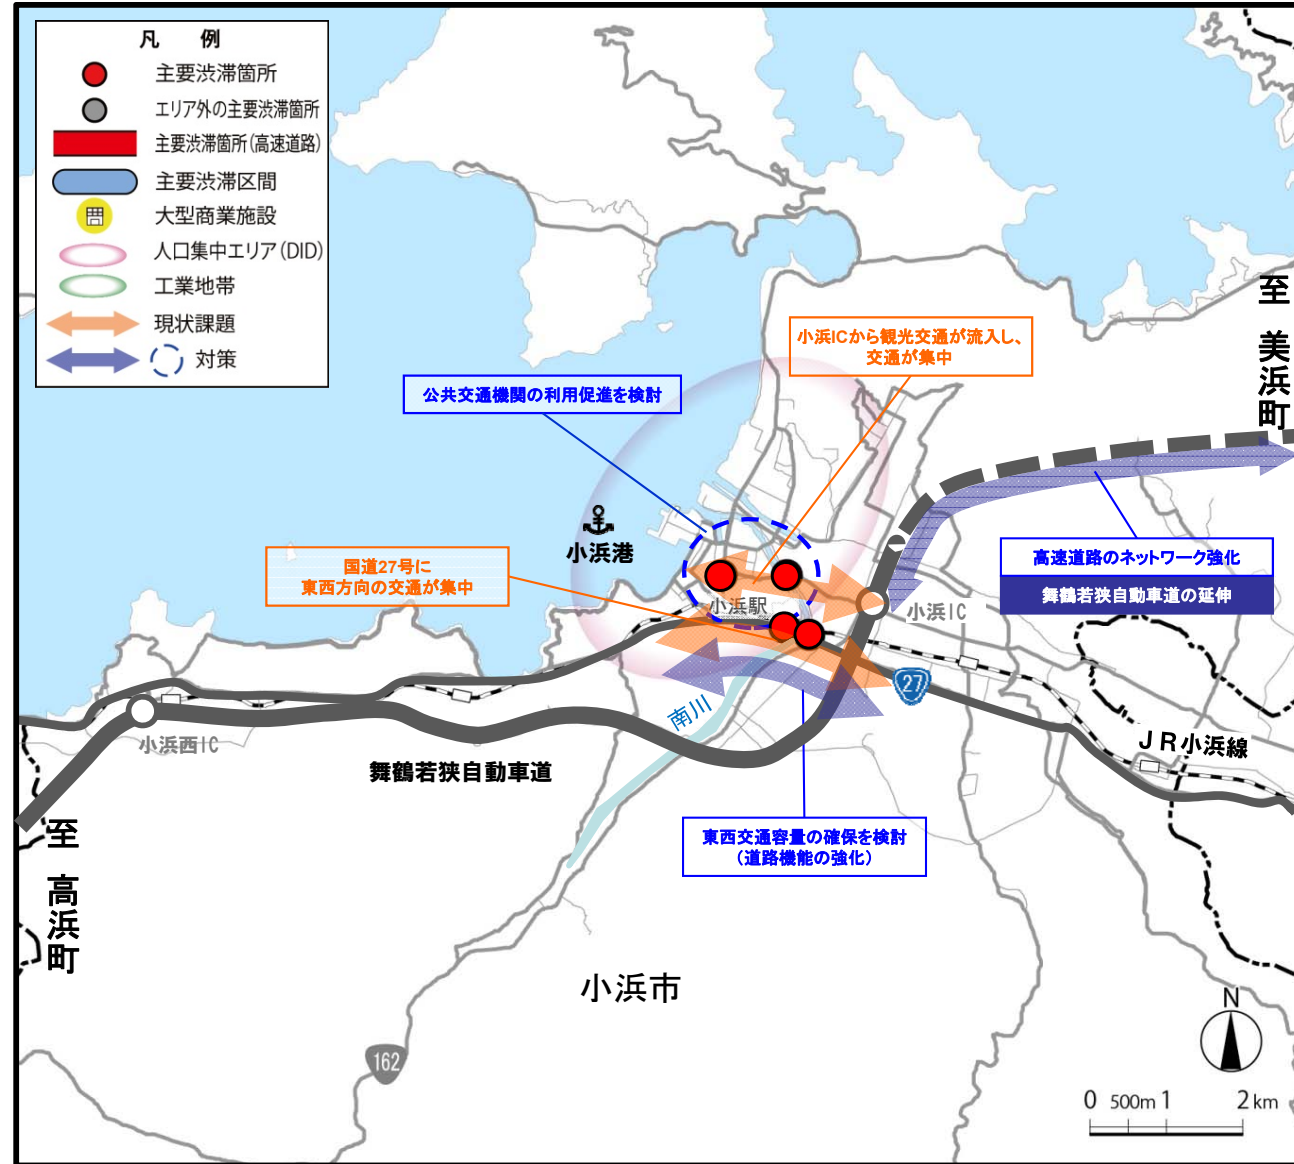 凡 例
主要渋滞箇所
エリア外の主要渋滞箇所
主要渋滞箇所(高速道路)
主要渋滞区間
大型商業施設
人口集中エリア(DID)
工業地帯
現状課題
対策
至 美浜町
小浜ICから観光交通が流入し、
交通が集中
公共交通機関の利用促進を検討
小浜港
国道27号に
東西方向の交通が集中
高速道路のネットワーク強化
舞鶴若狭自動車道の延伸
小浜駅
小浜IC
27
南川
小浜西IC
舞鶴若狭自動車道
JR小浜線
東西交通容量の確保を検討
(道路機能の強化)
至 高浜町
小浜市
162
N
0 500m 1 2 km